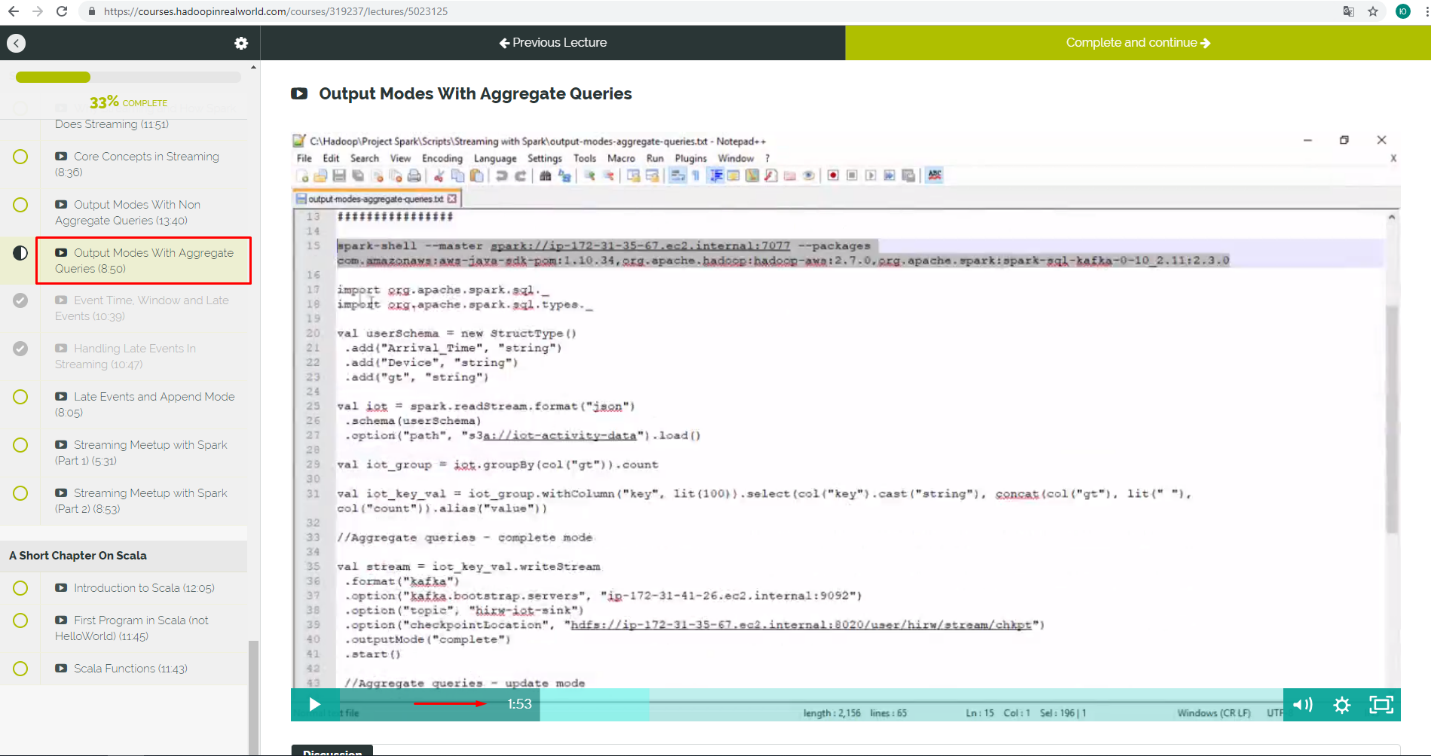 https://courses.hadoopinrealworld.com/courses/319237/lectures/5023125
Previous Lecture
Complete and continue
33% COMPLETE
Does Streaming (11:51)
Core Concepts in Streaming
(8:36)
Output Modes With Non
Aggregate Queries (13:40)
Output Modes With Aggregate
Queries (8:50)
Event Time, Window and Late
Events (10:39)
Handling Late Events In
Streaming (10:47)
Late Events and Append Mode
(8:05)
Streaming Meetup with Spark
(Part 1) (5:31)
Streaming Meetup with Spark
(Part 2) (8:53)
A Short Chapter On Scala
Introduction to Scala (12:05)
First Program in Scala (not
HelloWorld) (11:45)
Scala Functions (11:43)
Output Modes With Aggregate Queries
C:\Hadoop\Project Spark\Scripts\Streaming with Spark\output-modes-aggregate-queries.txt - Notepad++
File Edit Search View Encoding Language Settings Tools Macro Run Plugins Window ?
X
output-modes-aggregate-queries.txt
13 ################
14
15 spark-shell --master spark://ip-172-31-35-67.ec2.internal:7077 --packages
com.amazonaws:aws-java-sdk-pom:1.10.34,org.apache.hadoop:hadoop-aws:2.7.0,org.apache.spark:spark-sql-kafka-0-10_2.11:2.3.0
16
17 import org.apache.spark.sql._
18 import org.apache.spark.sql.types._
19
20 val userSchema = new StructType()
21 .add("Arrival_Time", "string")
22 .add("Device", "string")
23 .add("gt", "string")
24
25 val iot = spark.readStream.format("json")
26 .schema(userSchema)
27 .option("path", "s3a://iot-activity-data").load()
28
29 val iot_group = iot.groupBy(col("gt")).count
30
31 val iot_key_val = iot_group.withColumn("key", lit(100)).select(col("key").cast("string"), concat(col("gt"), lit(" "),
col("count")).alias("value"))
32
33 //Aggregate queries - complete mode
34
35 val stream = iot_key_val.writeStream
36 .format("kafka")
37 .option("kafka.bootstrap.servers", "ip-172-31-41-26.ec2.internal:9092")
38 .option("topic", "hirw-iot-sink")
39 .option("checkpointLocation", "hdfs://ip-172-31-35-67.ec2.internal:8020/user/hirw/stream/chkpt")
40 .outputMode("complete")
41 .start()
42
43 //Aggregate queries - update mode
1:53
length : 2,156 lines : 65
Ln : 15 Col : 1 Sel : 196 | 1
Windows (CR LF)
UTF
Discussion